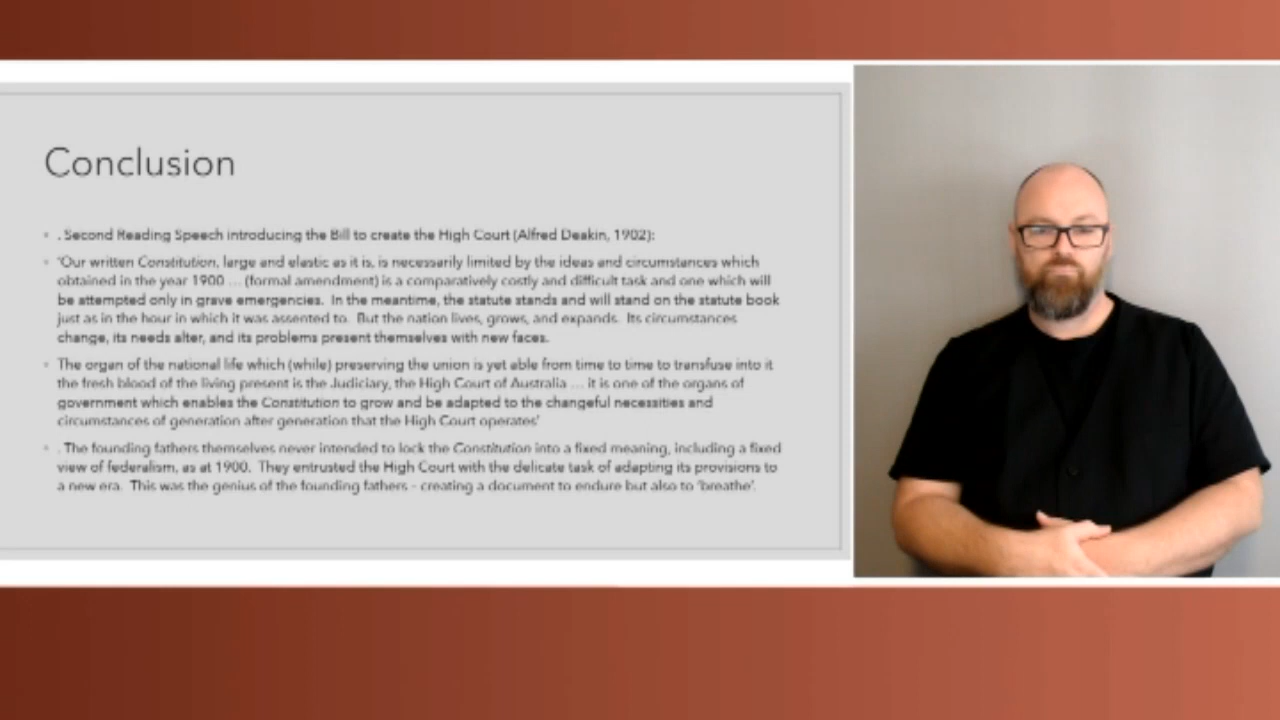 Conclusion
. Second Reading Speech introducing the Bill to create the High Court (Alfred Deakin, 1902):
'Our written Constitution, large and elastic as it is, is necessarily limited by the ideas and circumstances which
obtained in the year 1900 ... (formal amendment) is a comparatively costly and difficult task and one which will
be attempted only in grave emergencies. In the meantime, the statute stands and will stand on the statute book
just as in the hour in which it was assented to. But the nation lives, grows, and expands. Its circumstances
change, its needs alter, and its problems present themselves with new faces.
The organ of the national life which (while) preserving the union is yet able from time to time to transfuse into it
the fresh blood of the living present is the Judiciary, the High Court of Australia ... it is one of the organs of
government which enables the Constitution to grow and be adapted to the changeful necessities and
circumstances of generation after generation that the High Court operates'
. The founding fathers themselves never intended to lock the Constitution into a fixed meaning, including a fixed
view of federalism, as at 1900. They entrusted the High Court with the delicate task of adapting its provisions to
a new era. This was the genius of the founding fathers - creating a document to endure but also to 'breathe'.